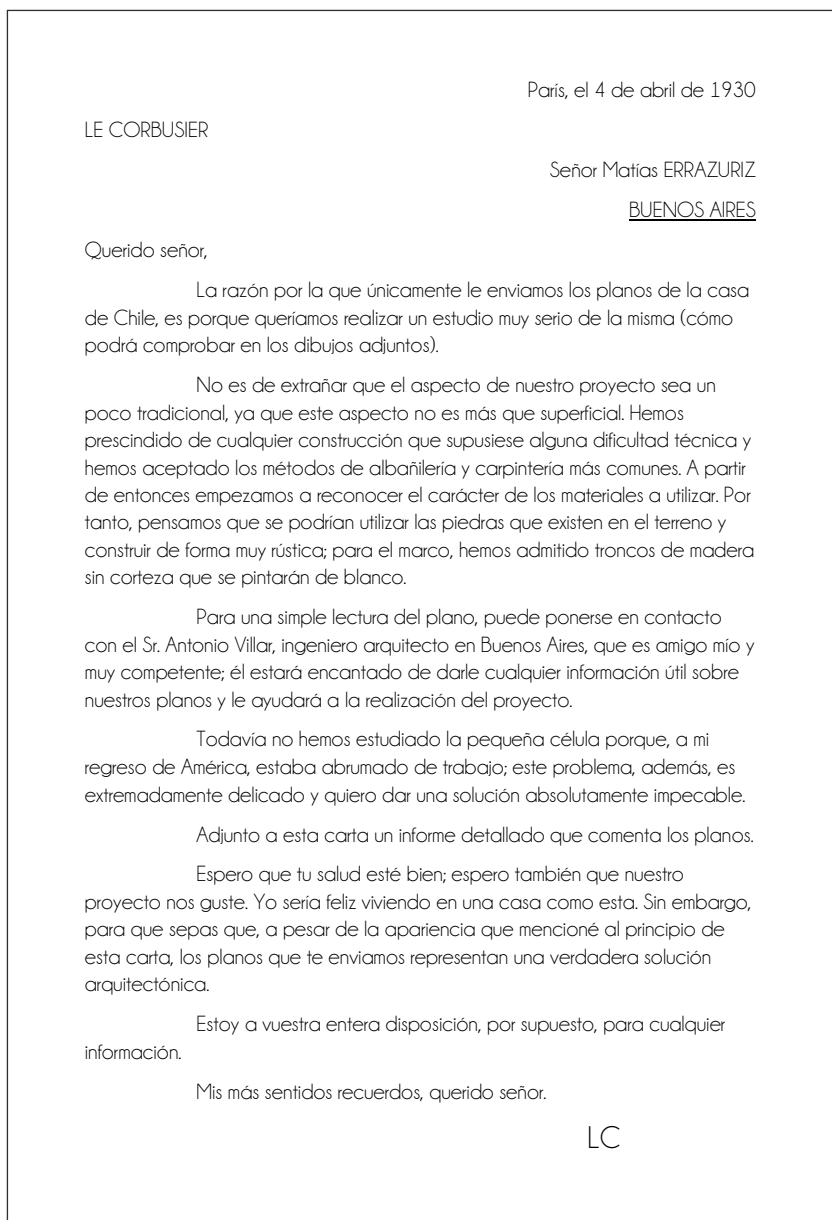 París, el 4 de abril de 1930
LE CORBUSIER
Señor Matías ERRAZURIZ
BUENOS AIRES
Querido señor,
La razón por la que únicamente le enviamos los planos de la casa
de Chile, es porque queríamos realizar un estudio muy serio de la misma (cómo
podrá comprobar en los dibujos adjuntos).
No es de extrañar que el aspecto de nuestro proyecto sea un
poco tradicional, ya que este aspecto no es más que superficial. Hemos
prescindido de cualquier construcción que supusiese alguna dificultad técnica y
hemos aceptado los métodos de albañilería y carpintería más comunes. A partir
de entonces empezamos a reconocer el carácter de los materiales a utilizar. Por
tanto, pensamos que se podrían utilizar las piedras que existen en el terreno y
construir de forma muy rústica; para el marco, hemos admitido troncos de madera
sin corteza que se pintarán de blanco.
Para una simple lectura del plano, puede ponerse en contacto
con el Sr. Antonio Villar, ingeniero arquitecto en Buenos Aires, que es amigo mío y
muy competente; él estará encantado de darle cualquier información útil sobre
nuestros planos y le ayudará a la realización del proyecto.
Todavía no hemos estudiado la pequeña célula porque, a mi
regreso de América, estaba abrumado de trabajo; este problema, además, es
extremadamente delicado y quiero dar una solución absolutamente impecable.
Adjunto a esta carta un informe detallado que comenta los planos.
Espero que tu salud esté bien; espero también que nuestro
proyecto nos guste. Yo sería feliz viviendo en una casa como esta. Sin embargo,
para que sepas que, a pesar de la apariencia que mencioné al principio de
esta carta, los planos que te enviamos representan una verdadera solución
arquitectónica.
Estoy a vuestra entera disposición, por supuesto, para cualquier
información.
Mis más sentidos recuerdos, querido señor.
LC